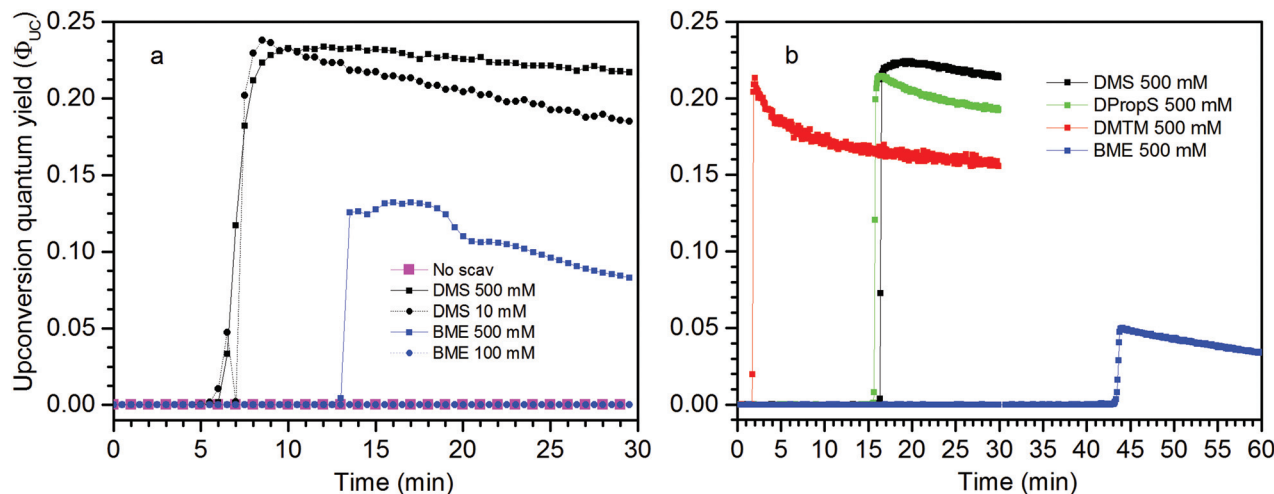 Upconversion quantum yield (ΦUC)
0.25
0.20
0.15
0.10
0.05
0.00
a
No scav
DMS 500 mM
DMS 10 mM
BME 500 mM
BME 100 mM
0 5 10 15 20 25 30
Time (min)
0.25
0.20
0.15
0.10
0.05
0.00
b
DMS 500 mM
DPropS 500 mM
DMTM 500 mM
BME 500 mM
0 5 10 15 20 25 30 45 50 55 60
Time (min)